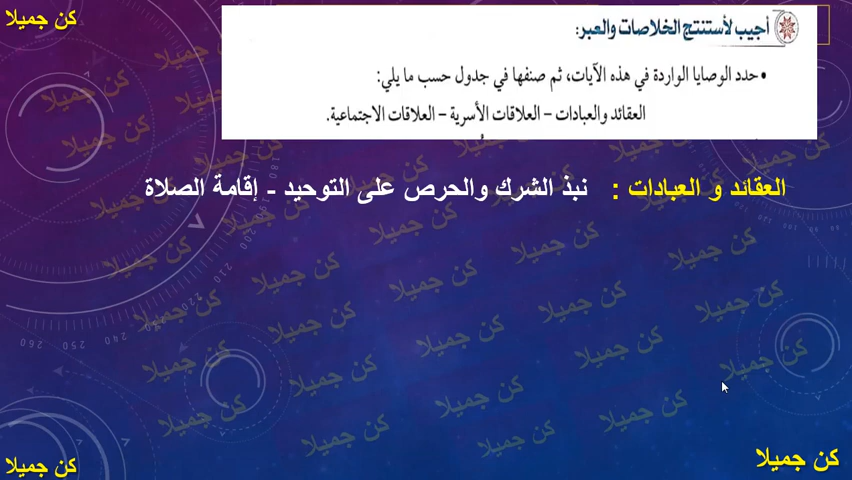 كن جميلا
أجيب لأستنتج الخلاصات والعبر:
• حدد الوصايا الواردة في هذه الآيات، ثم صنفها في جدول حسب ما يلي:
العقائد والعبادات - العلاقات الأسرية - العلاقات الاجتماعية.
العقائد و العبادات : نبذ الشرك والحرص على التوحيد - إقامة الصلاة
كن جميلا
كن جميلا